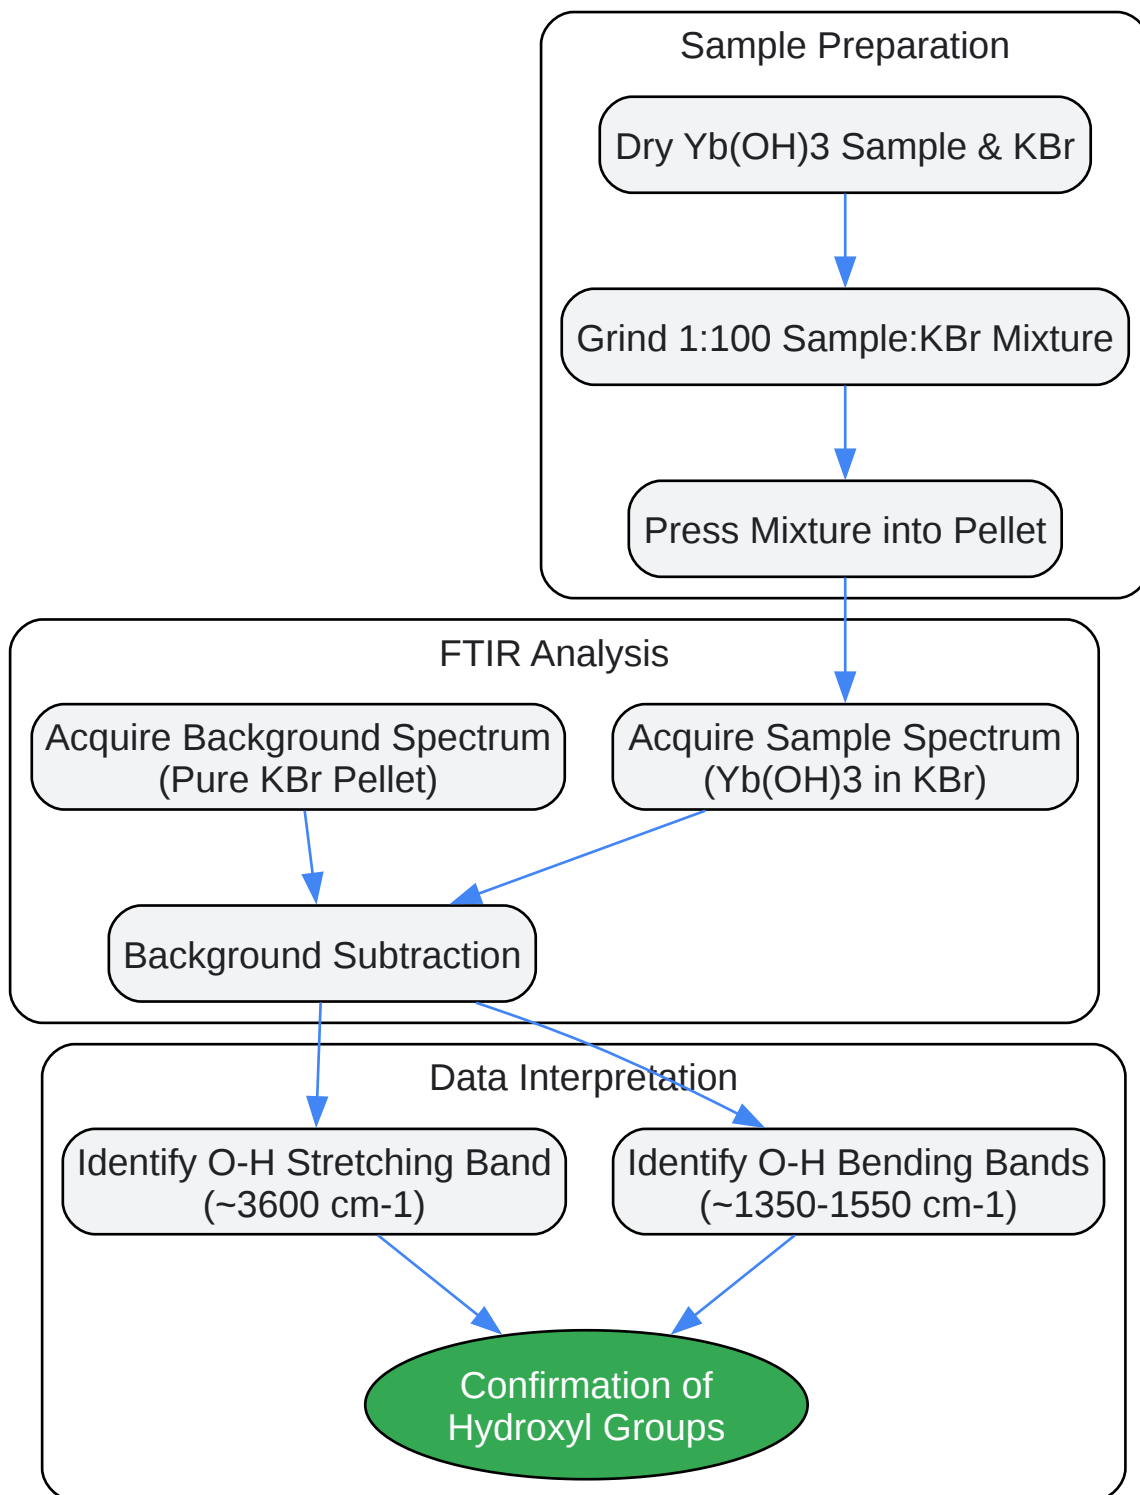 Sample Preparation
Dry Yb(OH)3 Sample & KBr
Grind 1:100 Sample:KBr Mixture
Press Mixture into Pellet
FTIR Analysis
Acquire Background Spectrum
(Pure KBr Pellet)
Acquire Sample Spectrum
(Yb(OH)3 in KBr)
Background Subtraction
Data Interpretation
Identify O-H Stretching Band
(~3600 cm-1)
Identify O-H Bending Bands
(~1350-1550 cm-1)
Confirmation of
Hydroxyl Groups